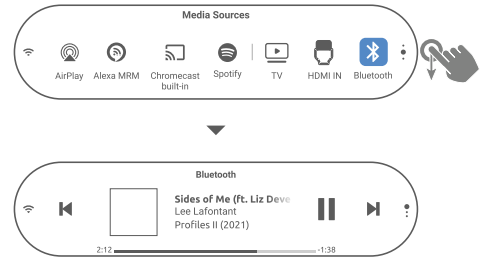 Media Sources
AirPlay
Alexa MRM
Chromecast
built-in
Spotify
TV
HDMI IN
Bluetooth
Bluetooth
Sides of Me (ft. Liz Deve
Lee Lafontant
Profiles II (2021)
2:12
-1:38